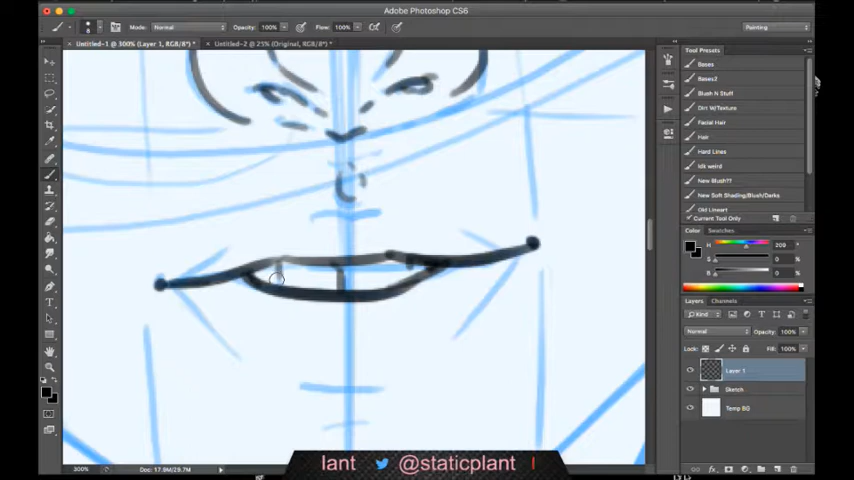 Adobe Photoshop CS6
Mode: Normal Opacity: 100% Flow: 100% Painting
Untitled-1 @ 300% (Layer 1, RGB/8*) * Untitled-2 @ 25% (Original, RGB/8*) *
Tool Presets
Bases
Bases2
Blush N Stuff
Dirt W/Texture
Facial Hair
Hair
Hard Lines
Idk weird
New Blush??
New Soft Shading/Blush/Darks
Old Lineart
Current Tool Only
Color Swatches
H 209
S
B
Layers Channels
Kind
Normal Opacity: 100%
Lock: Fill: 100%
Layer 1
Sketch
Temp BG
300% Doc: 17.9M/29.7M
lant @staticplant